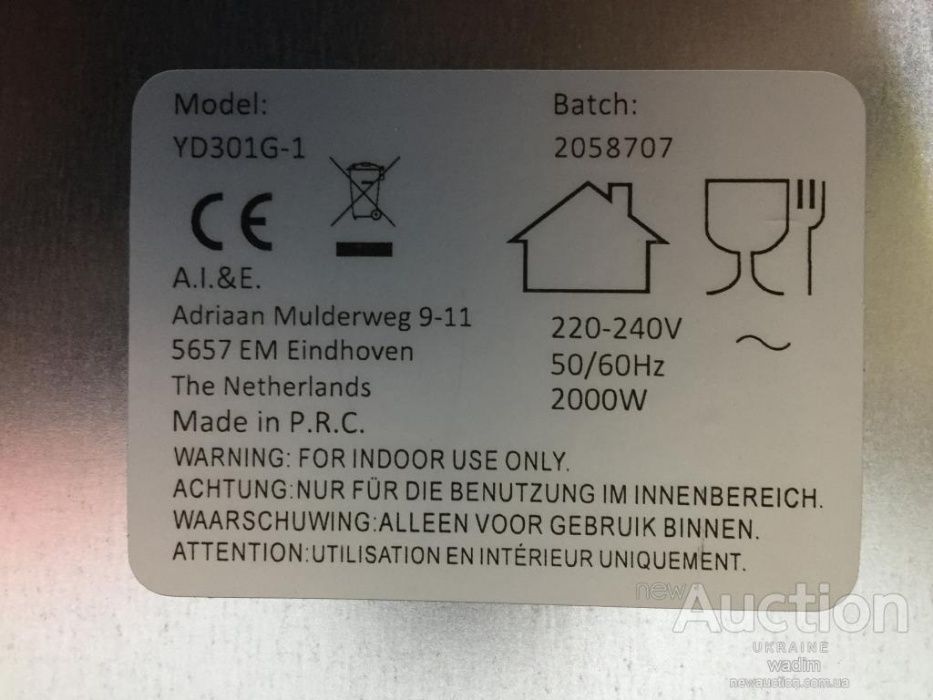 Model:
YD301G-1
Batch:
2058707
CE
A.I.&E.
Adriaan Mulderweg 9-11
5657 EM Eindhoven
The Netherlands
Made in P.R.C.
220-240V
50/60Hz
2000W
WARNING: FOR INDOOR USE ONLY.
ACHTUNG:NUR FÜR DIE BENUTZUNG IM INNENBEREICH.
WAARSCHUWING:ALLEEN VOOR GEBRUIK BINNEN.
ATTENTION:UTILISATION EN INTÉRIEUR UNIQUEMENT.
newAuction
UKRAINE
wadim
newauction.com.ua